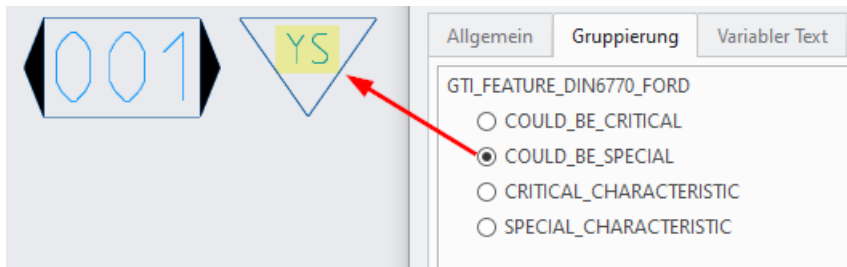 001 YS
Allgemein Gruppierung Variabler Text
GTI_FEATURE_DIN6770_FORD
COULD_BE_CRITICAL
COULD_BE_SPECIAL
CRITICAL_CHARACTERISTIC
SPECIAL_CHARACTERISTIC